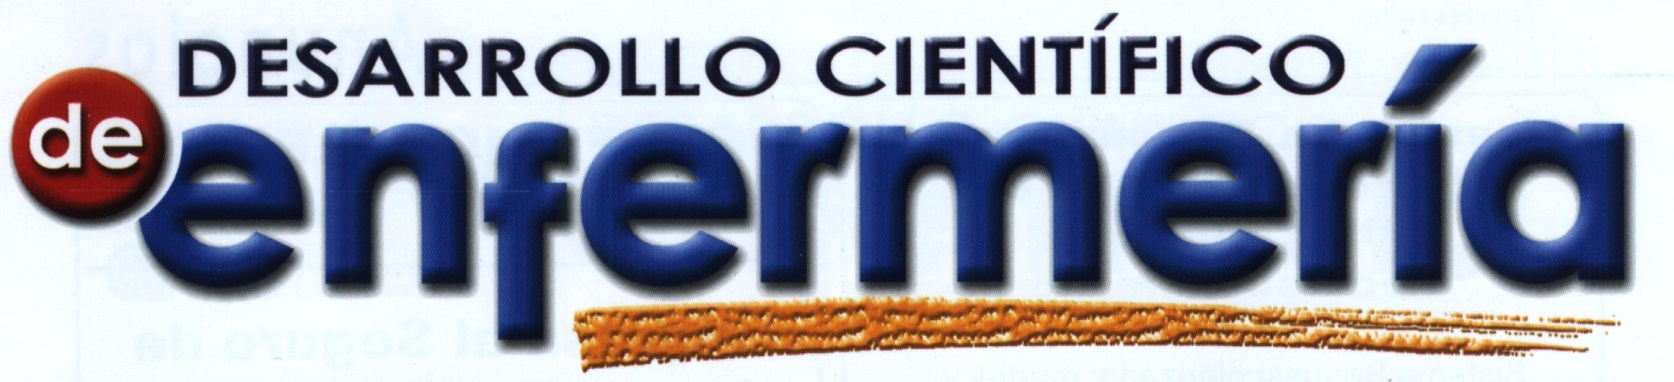 DESARROLLO CIENTÍFICO
de enfermería